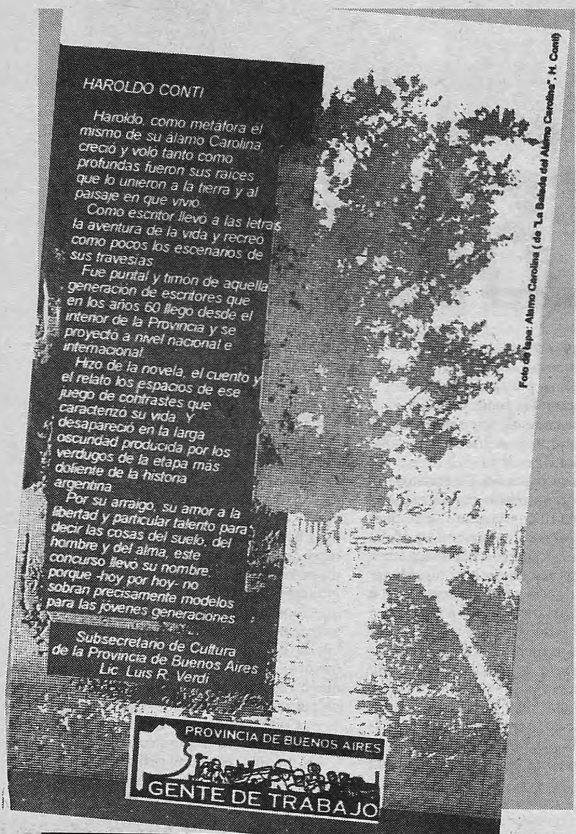 HAROLDO CONTI
Haroldo, como metáfora el
mismo de su álamo Carolina,
creció y voló tanto como
profundas fueron sus raíces
que lo unieron a la tierra y al
paisaje en que vivió.
Como escritor llevó a las letras
la aventura de la vida y recreó
como pocos los escenarios de
sus travesías.
Fue puntal y timón de aquella
generación de escritores que
en los años 60 llegó desde el
interior de la Provincia y se
proyectó a nivel nacional e
internacional.
Hizo de la novela, el cuento y
el relato los espacios de ese
juego de contrastes que
caracterizó su vida. Y
desapareció en la larga
oscuridad producida por los
verdugos de la etapa más
doliente de la historia
argentina.
Por su arraigo, su amor a la
libertad y particular talento para
decir las cosas del suelo, del
hombre y del alma, este
concurso llevó su nombre,
porque -hoy por hoy- no
sobran precisamente modelos
para las jóvenes generaciones.
Subsecretario de Cultura
de la Provincia de Buenos Aires
Lic. Luis R. Verdi
PROVINCIA DE BUENOS AIRES
GENTE DE TRABAJO
Foto de tapa: Alamo Carolina ( de "La Balada del Alamo Carolina". H. Conti)